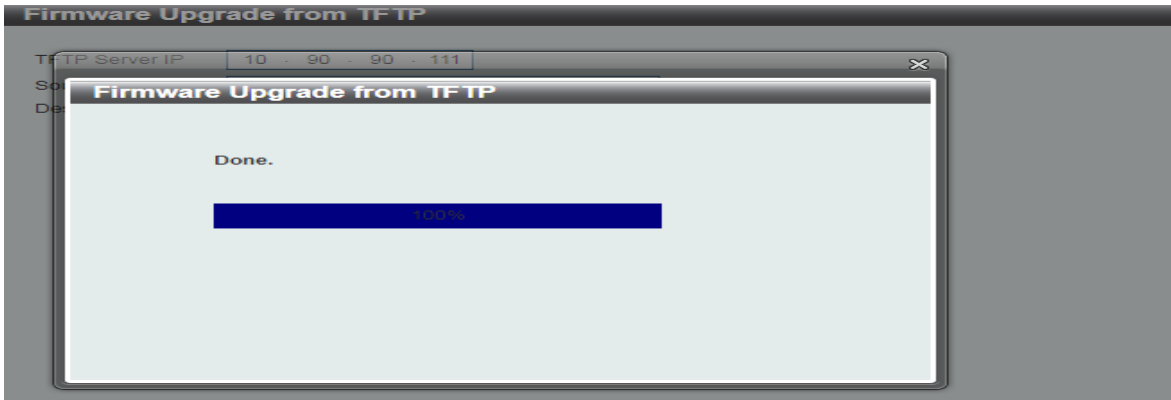 Firmware Upgrade from TFTP
TFTP Server IP 10 . 90 . 90 . 111
Firmware Upgrade from TFTP
Done.
100%